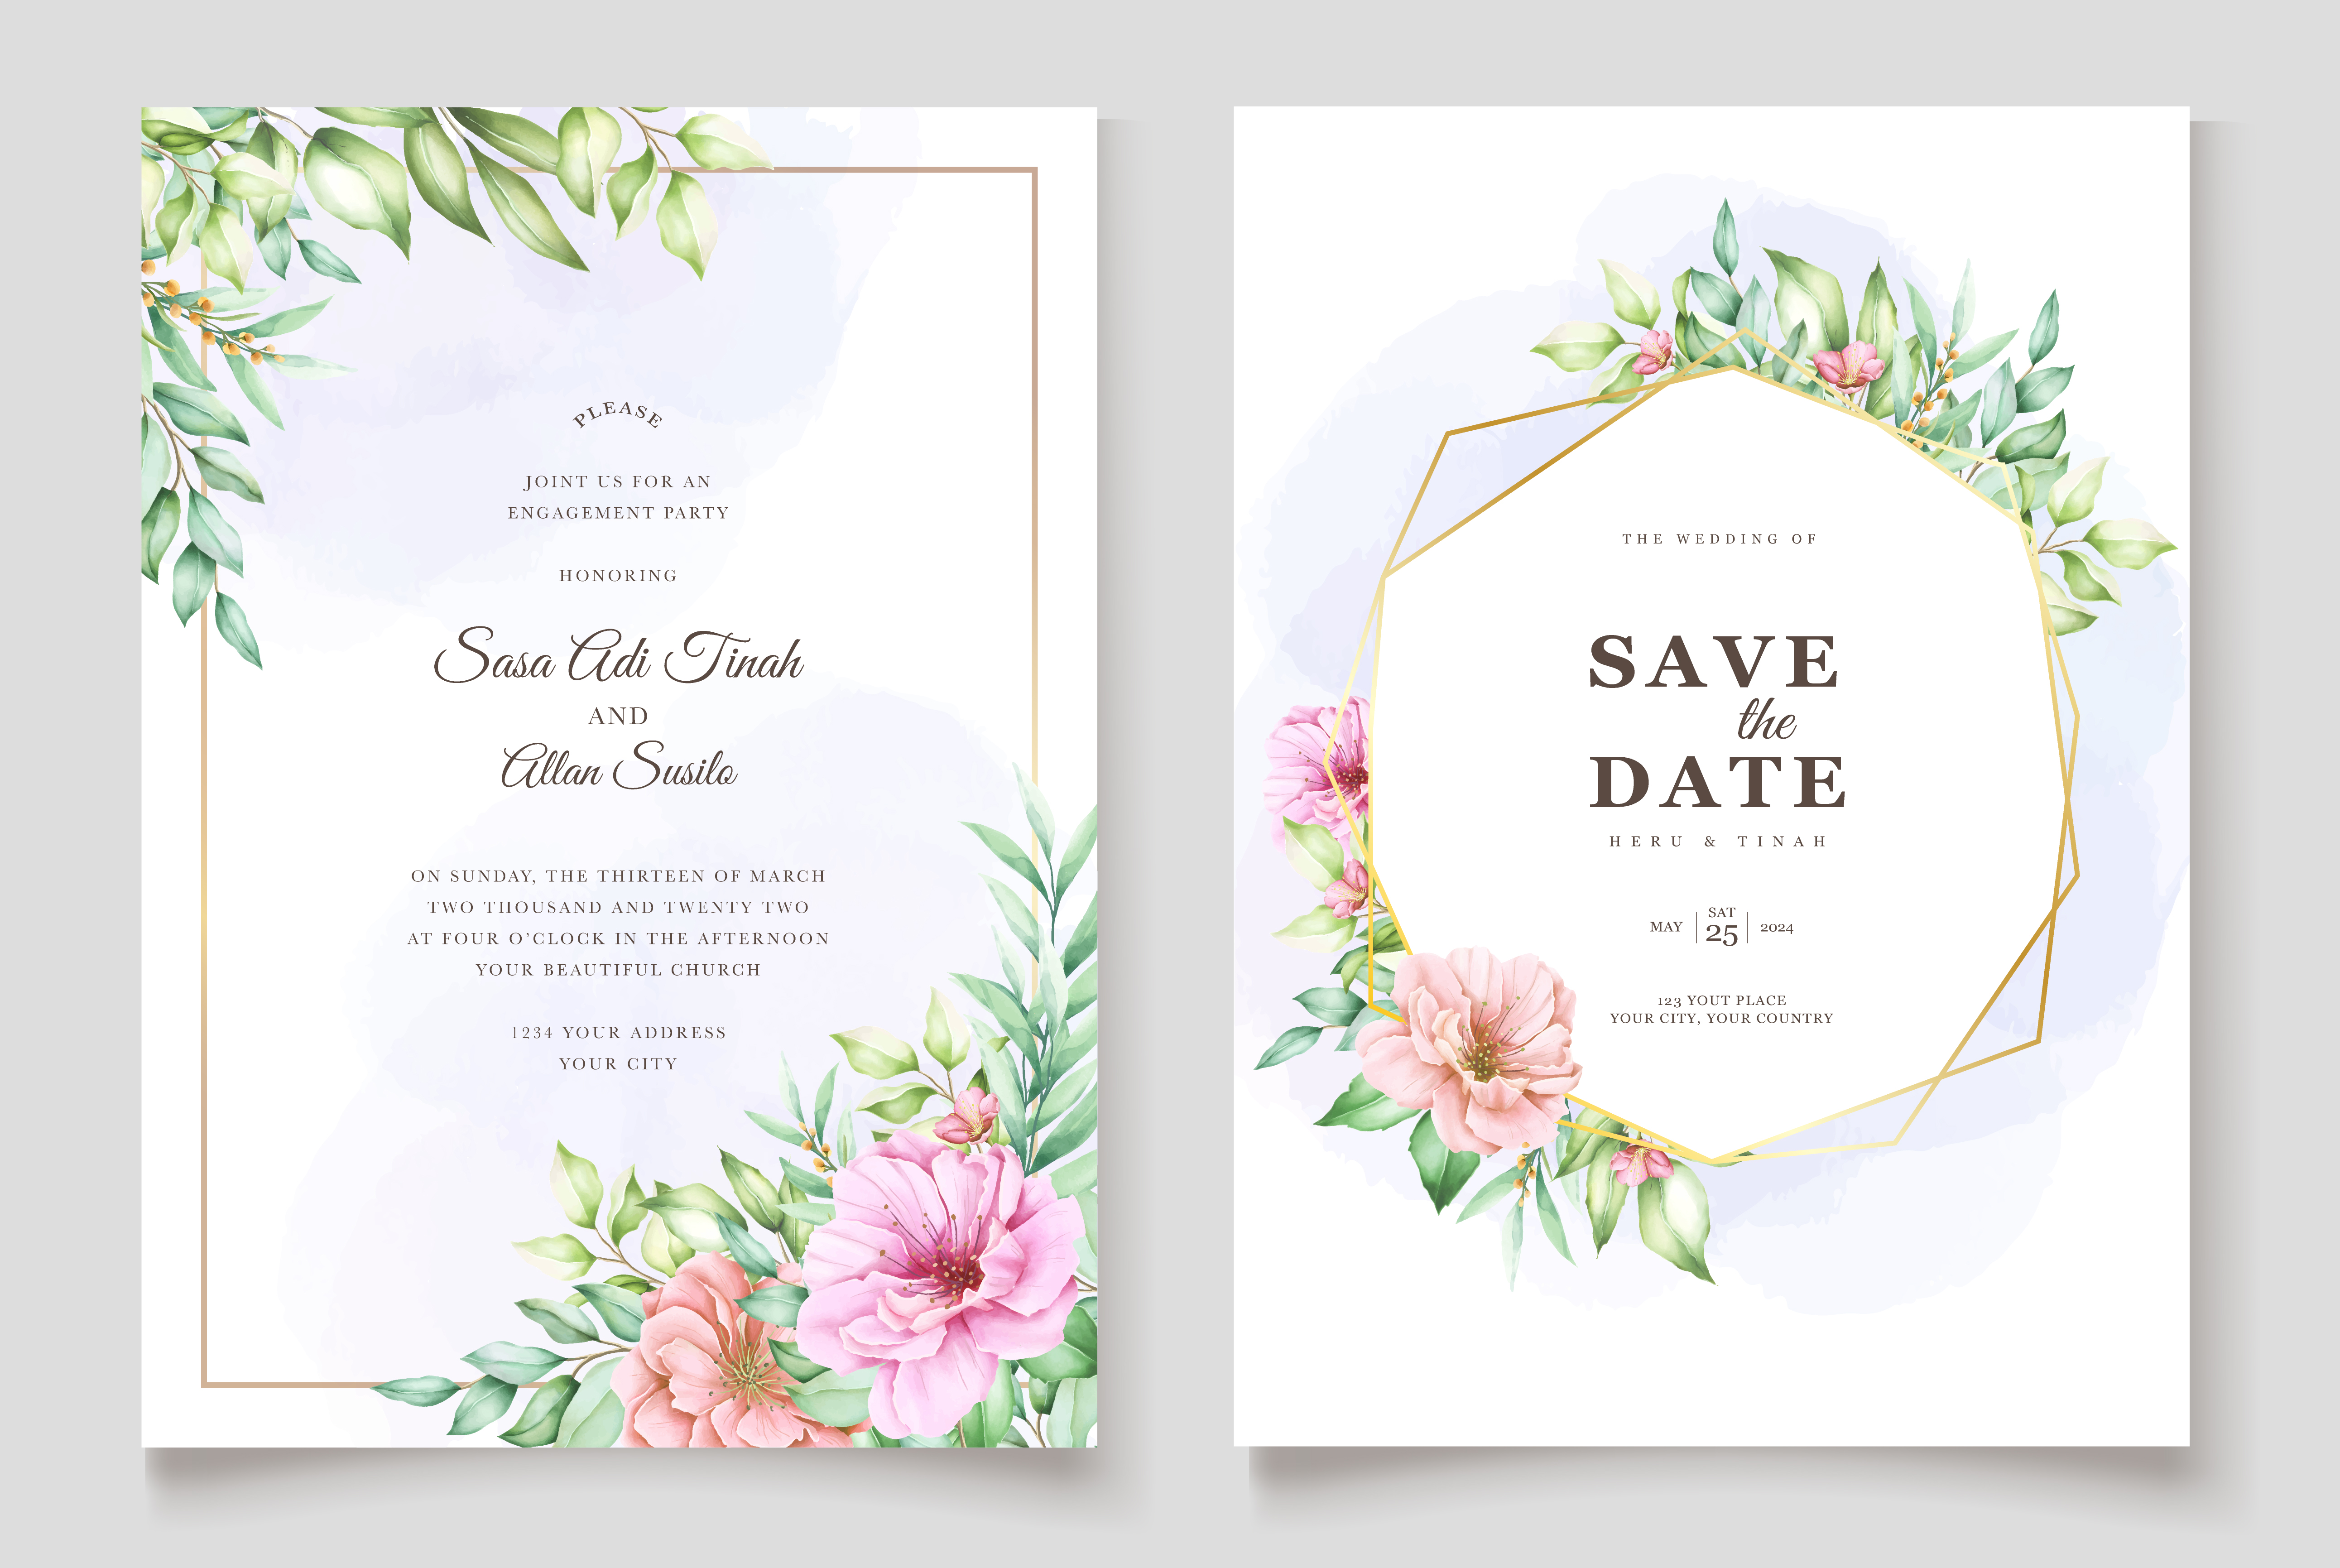 PLEASE
JOINT US FOR AN
ENGAGEMENT PARTY
HONORING
Sasa Adi Tinah
AND
Allan Susilo
ON SUNDAY, THE THIRTEEN OF MARCH
TWO THOUSAND AND TWENTY TWO
AT FOUR O’CLOCK IN THE AFTERNOON
YOUR BEAUTIFUL CHURCH
1234 YOUR ADDRESS
YOUR CITY
THE WEDDING OF
SAVE
the
DATE
HERU & TINAH
SAT
MAY 25 2024
123 YOUT PLACE
YOUR CITY, YOUR COUNTRY